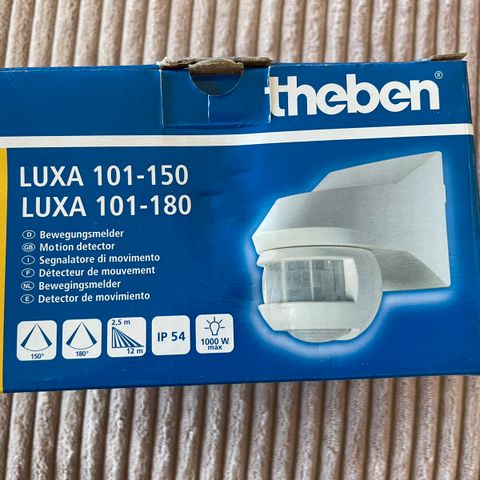 theben®
LUXA 101-150
LUXA 101-180
D Bewegungsmelder
GB Motion detector
I Segnalatore di movimento
F Détecteur de mouvement
NL Bewegingsmelder
E Detector de movimiento
150°
180°
2,5 m
12 m
IP 54
1000 W
max